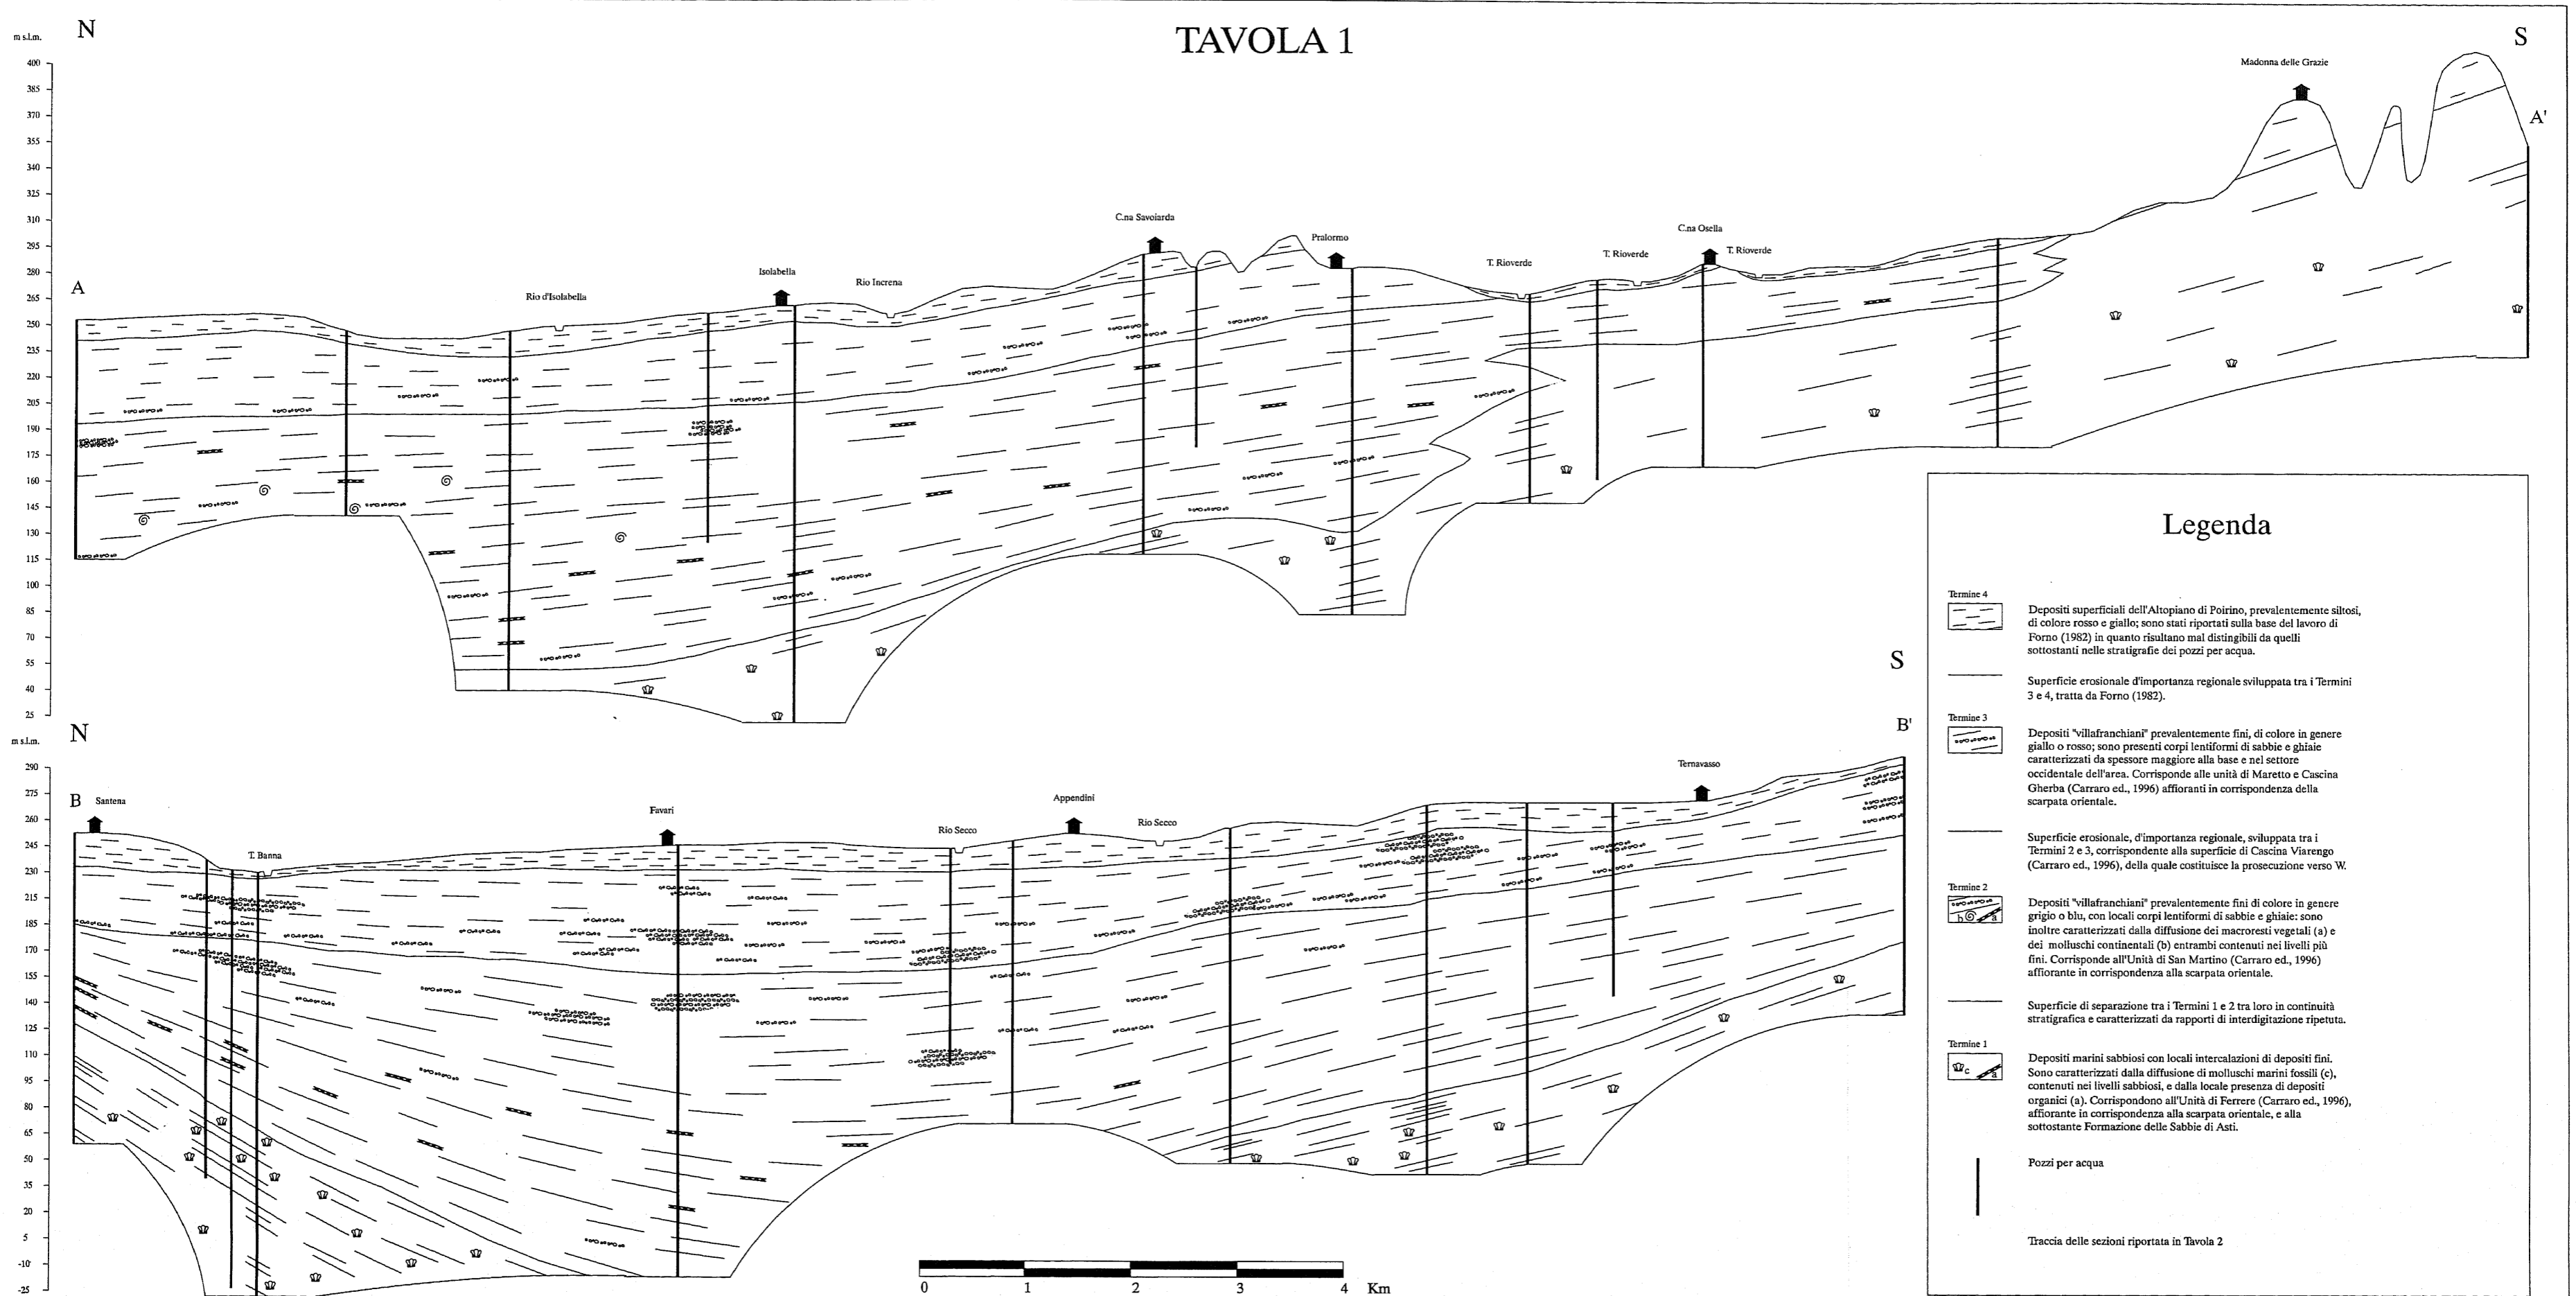 TAVOLA 1
N
S
m s.l.m.
400
385
370
355
340
325
310
295
280
265
250
235
220
205
190
175
160
145
130
115
100
85
70
55
40
25
A
A'
Rio d'Isolabella
Isolabella
Rio Increna
C.na Savoiarda
Pralormo
T. Rioverde
T. Rioverde
C.na Osella
T. Rioverde
Madonna delle Grazie
N
S
m s.l.m.
290
275
260
245
230
215
185
170
155
140
125
110
95
80
65
50
35
20
5
-10
-25
B
B'
Santena
T. Banna
Favari
Rio Secco
Appendini
Rio Secco
Ternavasso
0 1 2 3 4 Km
Legenda
Termine 4
Depositi superficiali dell'Altopiano di Poirino, prevalentemente siltosi,
di colore rosso e giallo; sono stati riportati sulla base del lavoro di
Forno (1982) in quanto risultano mal distingibili da quelli
sottostanti nelle stratigrafie dei pozzi per acqua.
Superficie erosionale d'importanza regionale sviluppata tra i Termini
3 e 4, tratta da Forno (1982).
Termine 3
Depositi "villafranchiani" prevalentemente fini, di colore in genere
giallo o rosso; sono presenti corpi lentiformi di sabbie e ghiaie
caratterizzati da spessore maggiore alla base e nel settore
occidentale dell'area. Corrisponde alle unità di Maretto e Cascina
Gherba (Carraro ed., 1996) affioranti in corrispondenza della
scarpata orientale.
Superficie erosionale, d'importanza regionale, sviluppata tra i
Termini 2 e 3, corrispondente alla superficie di Cascina Viarengo
(Carraro ed., 1996), della quale costituisce la prosecuzione verso W.
Termine 2
b a
Depositi "villafranchiani" prevalentemente fini di colore in genere
grigio o blu, con locali corpi lentiformi di sabbie e ghiaie: sono
inoltre caratterizzati dalla diffusione dei macroresti vegetali (a) e
dei molluschi continentali (b) entrambi contenuti nei livelli più
fini. Corrisponde all'Unità di San Martino (Carraro ed., 1996)
affiorante in corrispondenza alla scarpata orientale.
Superficie di separazione tra i Termini 1 e 2 tra loro in continuità
stratigrafica e caratterizzati da rapporti di interdigitazione ripetuta.
Termine 1
c a
Depositi marini sabbiosi con locali intercalazioni di depositi fini.
Sono caratterizzati dalla diffusione di molluschi marini fossili (c),
contenuti nei livelli sabbiosi, e dalla locale presenza di depositi
organici (a). Corrispondono all'Unità di Ferrere (Carraro ed., 1996),
affiorante in corrispondenza alla scarpata orientale, e alla
sottostante Formazione delle Sabbie di Asti.
Pozzi per acqua
Traccia delle sezioni riportata in Tavola 2